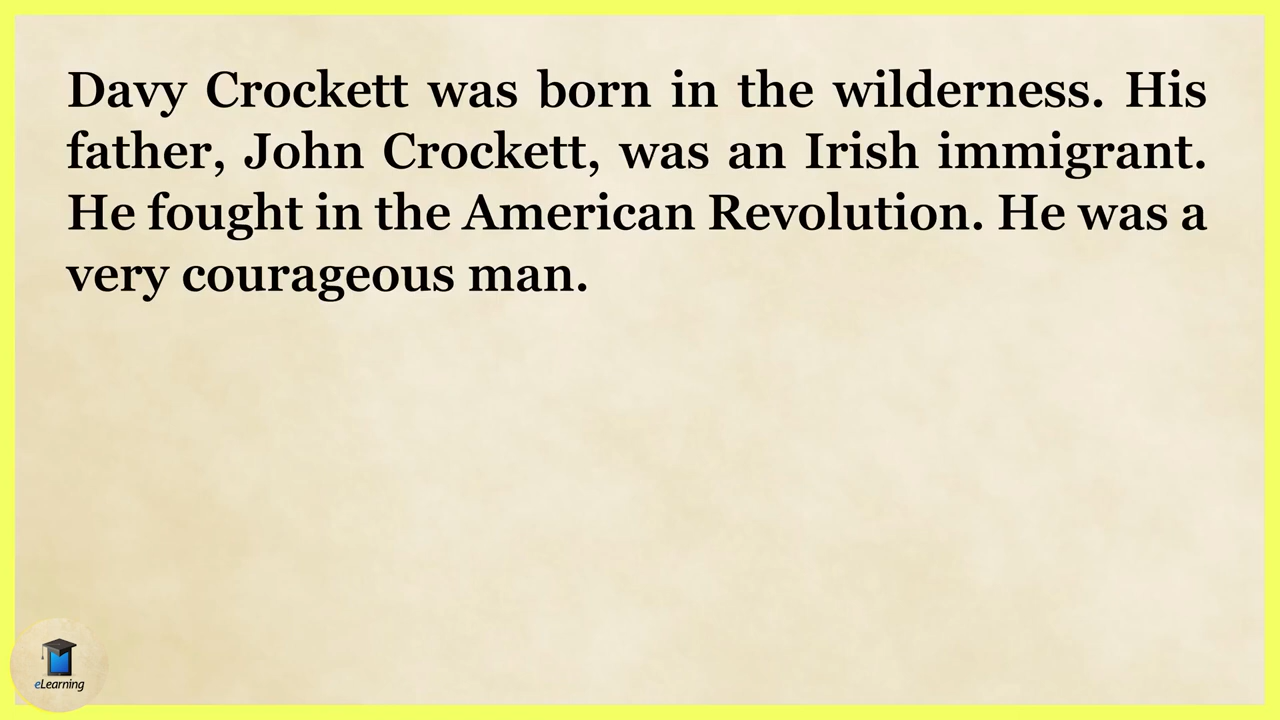 Davy Crockett was born in the wilderness. His
father, John Crockett, was an Irish immigrant.
He fought in the American Revolution. He was a
very courageous man.
eLearning